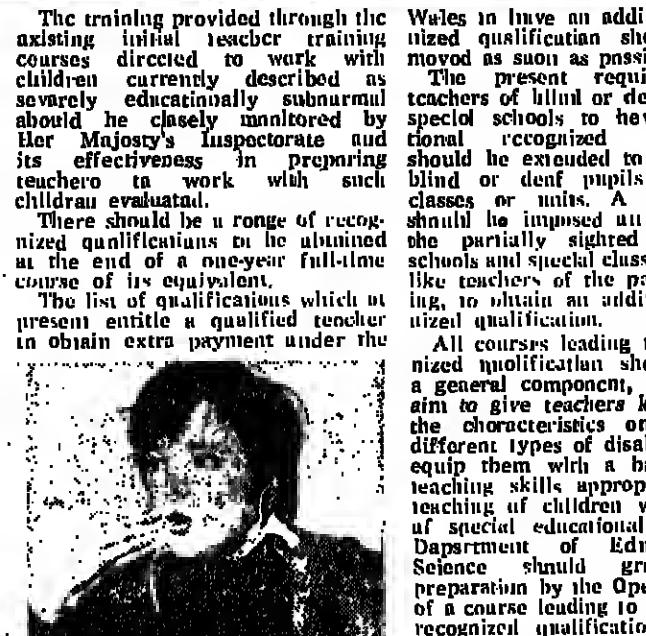 The training provided through the
existing initial teacher training
courses directed to work with
children currently described as
severely educationally subnormal
should be closely monitored by
Her Majesty's Inspectorate and
its effectiveness in preparing
teachers to work with such
children evaluated.
There should be a range of recog-
nized qualifications to be obtained
at the end of a one-year full-time
course of its equivalent.
The list of qualifications which at
present entitle a qualified teacher
to obtain extra payment under the
Wales to have an addi
nized qualification sho
moved as soon as possi
The present requi
teachers of blind or de
special schools to hav
tional recognized
should be extended to
blind or deaf pupils
classes or units. A
should be imposed on
the partially sighted
schools and special class
like teachers of the pa
ing, to obtain an addi
nized qualification.
All courses leading t
nized qualification sho
a general component,
aim to give teachers k
the characteristics or
different types of disa
equip them with a b
teaching skills approp
teaching of children w
of special educational
Department of Edu
Science should gr
preparation by the Ope
of a course leading to
recognized qualification